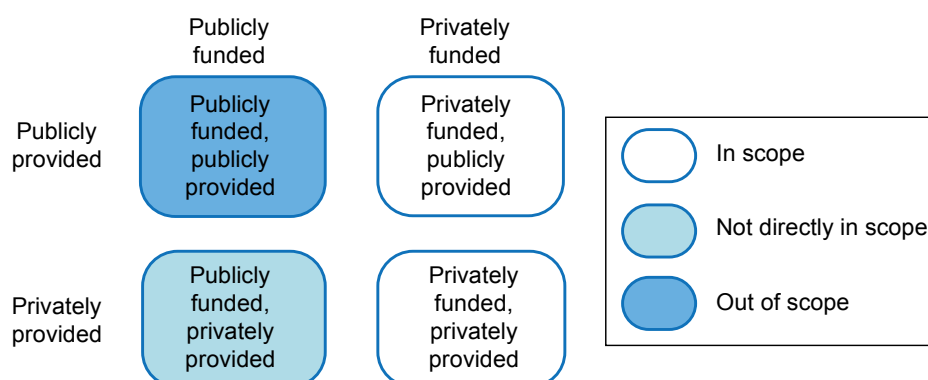 Publicly
funded
Privately
funded
Publicly
provided
Publicly
funded,
publicly
provided
Privately
funded,
publicly
provided
Privately
provided
Publicly
funded,
privately
provided
Privately
funded,
privately
provided
In scope
Not directly in scope
Out of scope